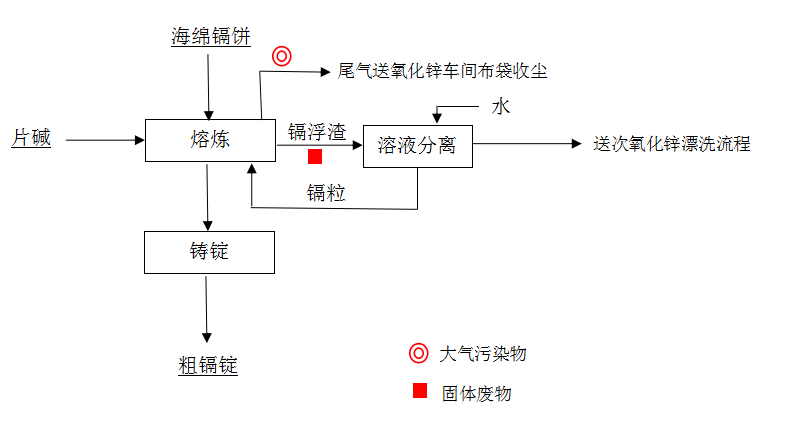 海绵镉饼
尾气送氧化锌车间布袋收尘
水
片碱
熔炼
镉浮渣
溶液分离
送次氧化锌漂洗流程
镉粒
铸锭
粗镉锭
大气污染物
固体废物